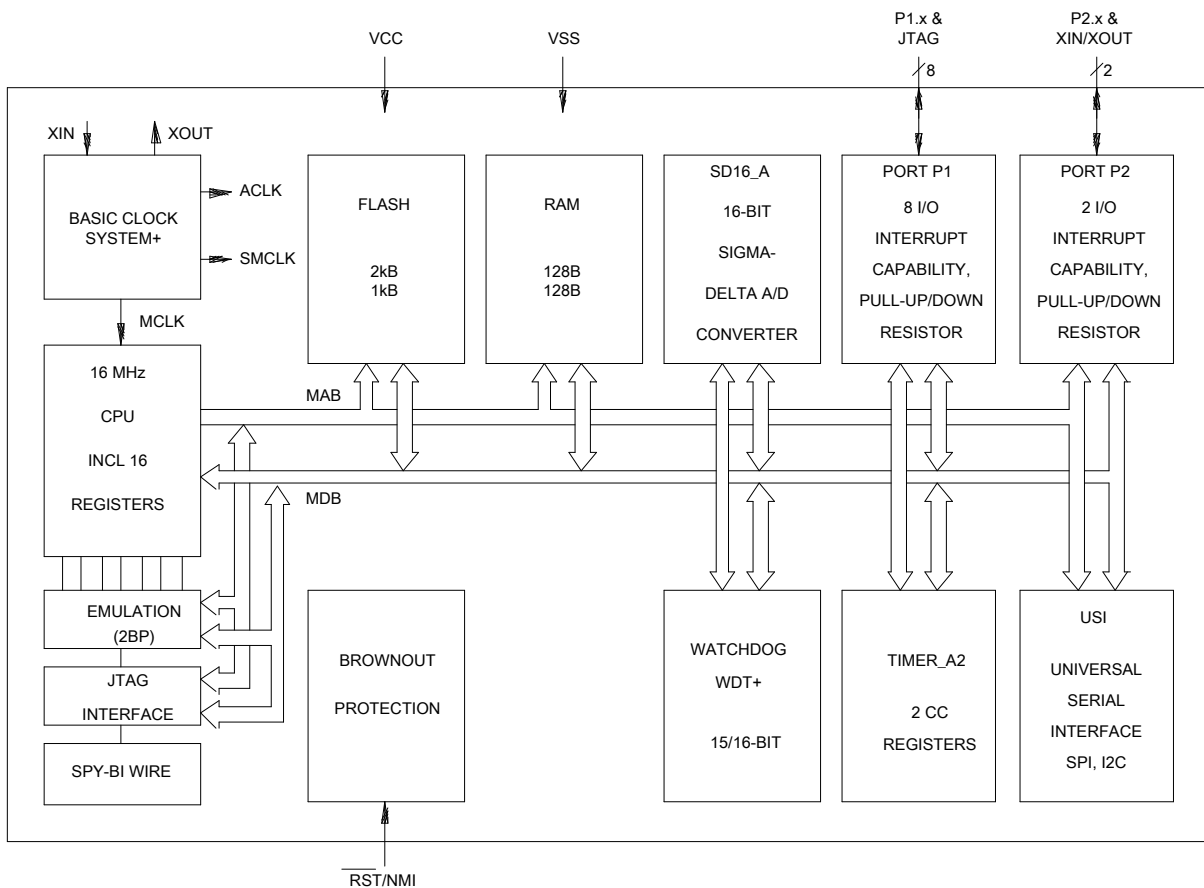 VCC
VSS
P1.x &
JTAG
8
P2.x &
XIN/XOUT
2
XIN
XOUT
BASIC CLOCK
SYSTEM+
ACLK
SMCLK
MCLK
FLASH
2kB
1kB
RAM
128B
128B
SD16_A
16-BIT
SIGMA-
DELTA A/D
CONVERTER
PORT P1
8 I/O
INTERRUPT
CAPABILITY,
PULL-UP/DOWN
RESISTOR
PORT P2
2 I/O
INTERRUPT
CAPABILITY,
PULL-UP/DOWN
RESISTOR
16 MHz
CPU
INCL 16
REGISTERS
MAB
MDB
EMULATION
(2BP)
JTAG
INTERFACE
SPY-BI WIRE
BROWNOUT
PROTECTION
WATCHDOG
WDT+
15/16-BIT
TIMER_A2
2 CC
REGISTERS
USI
UNIVERSAL
SERIAL
INTERFACE
SPI, I2C
RST/NMI